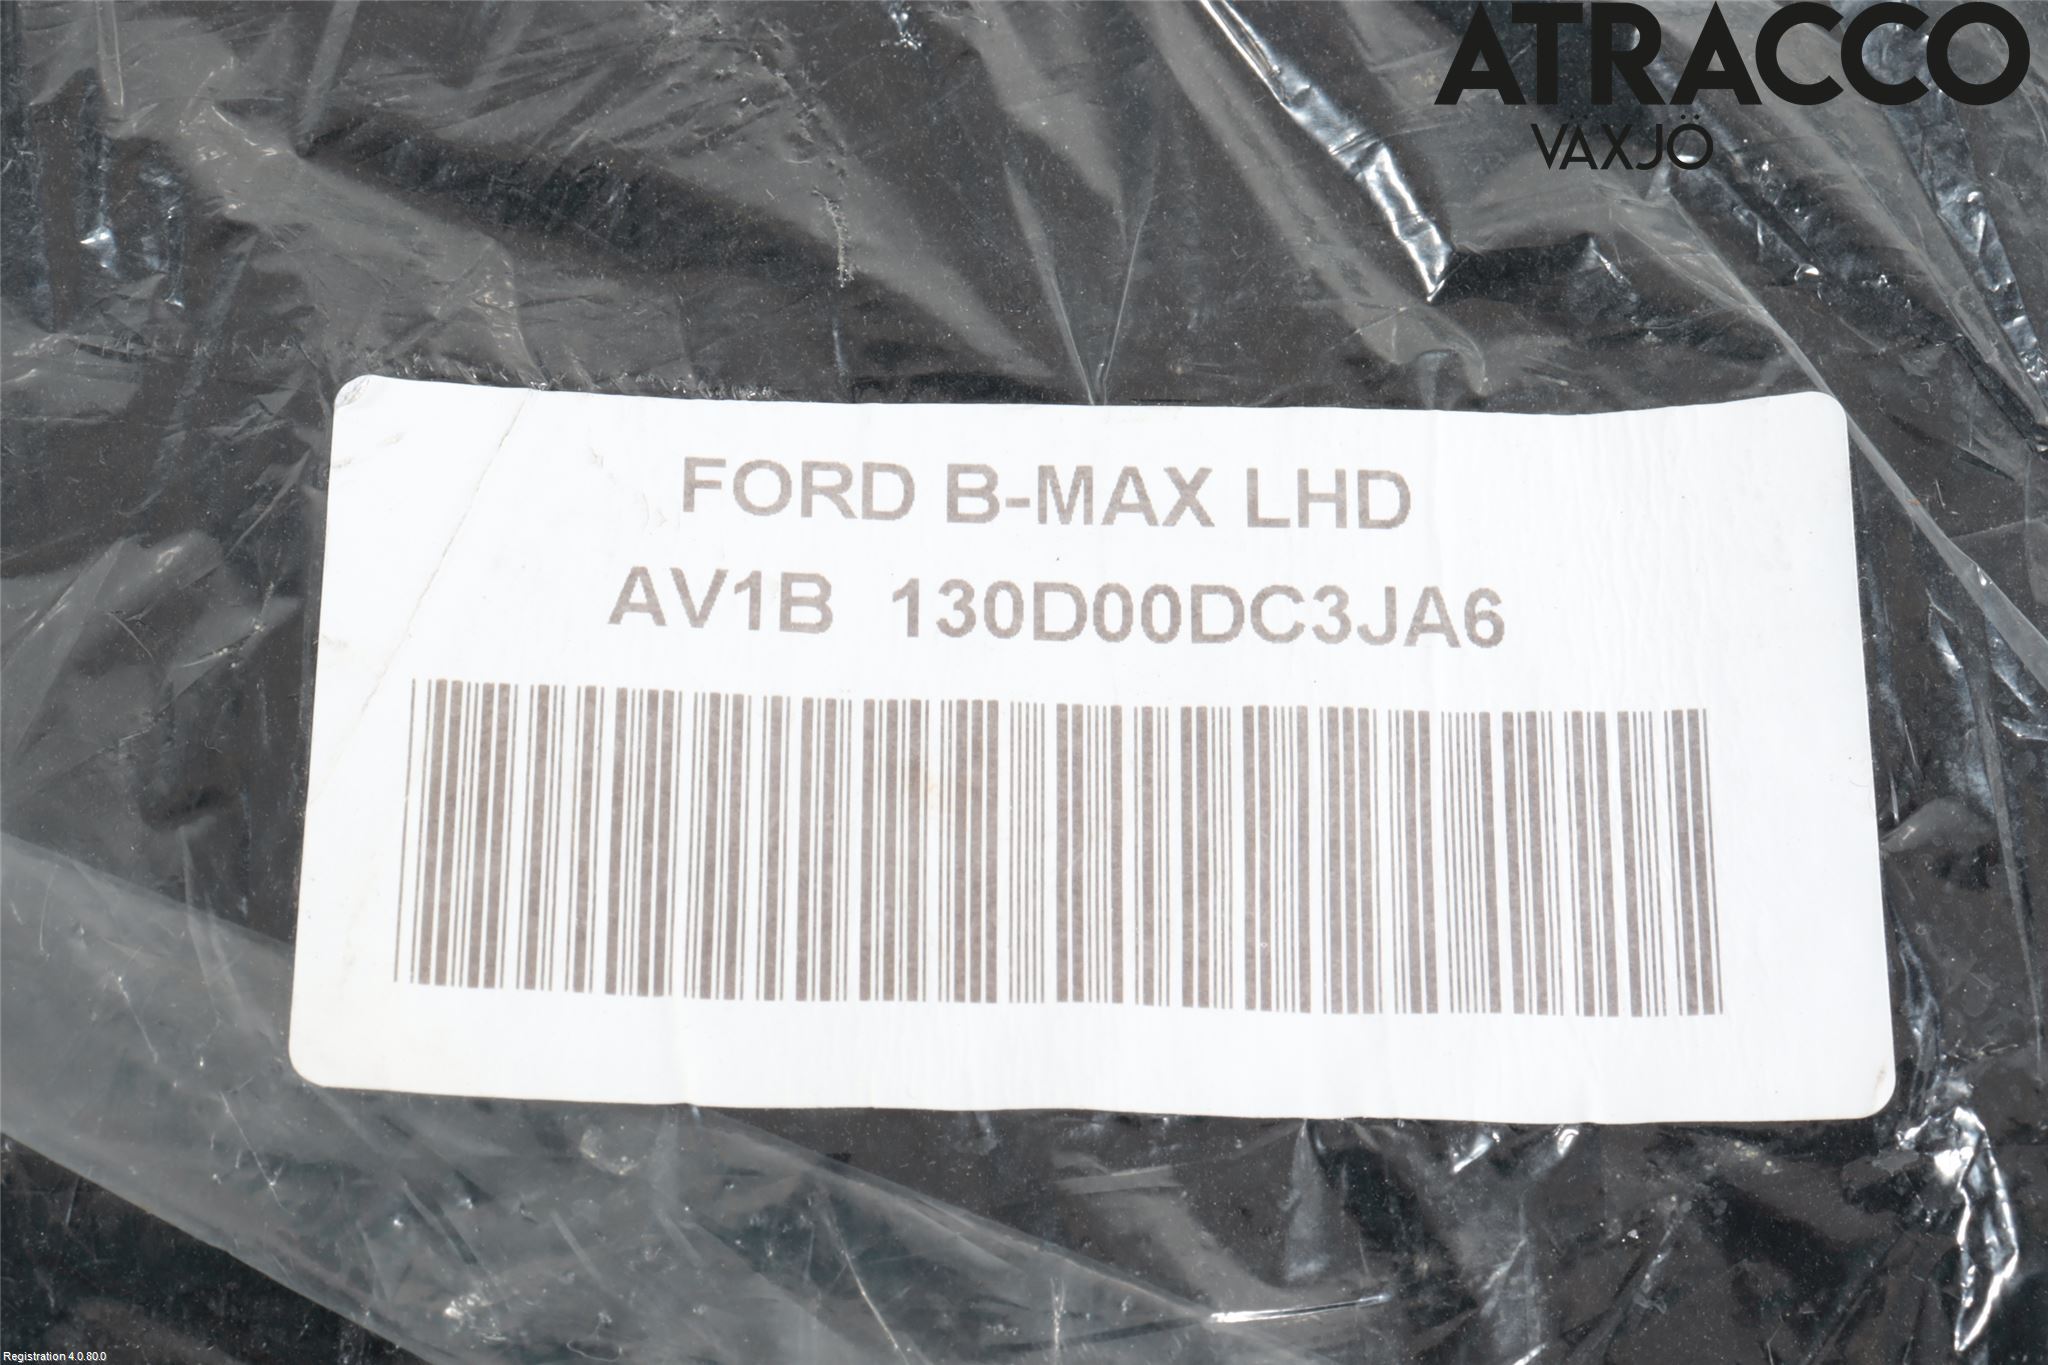 ATRACCO
VÄXJÖ
FORD B-MAX LHD
AV1B 130D00DC3JA6
Registration 4.0.80.0